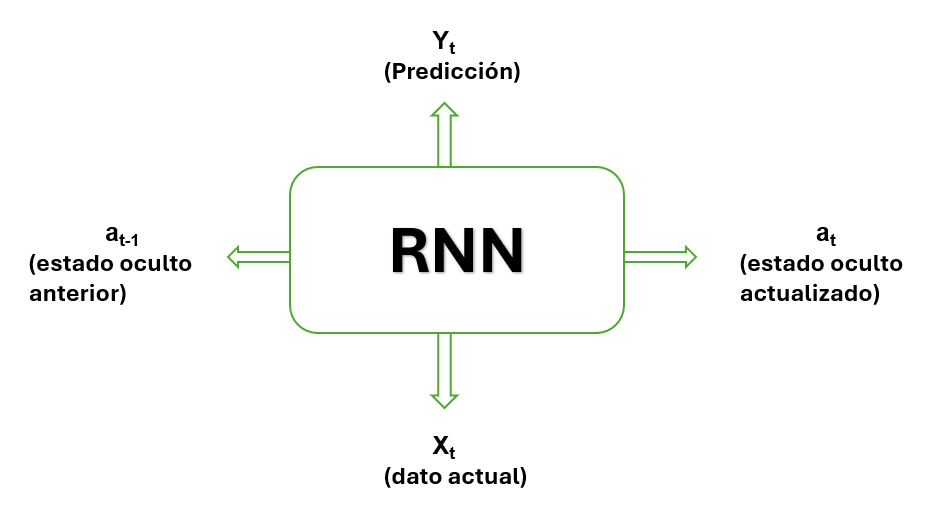 Yt
(Predicción)
at-1
(estado oculto
anterior)
RNN
at
(estado oculto
actualizado)
Xt
(dato actual)